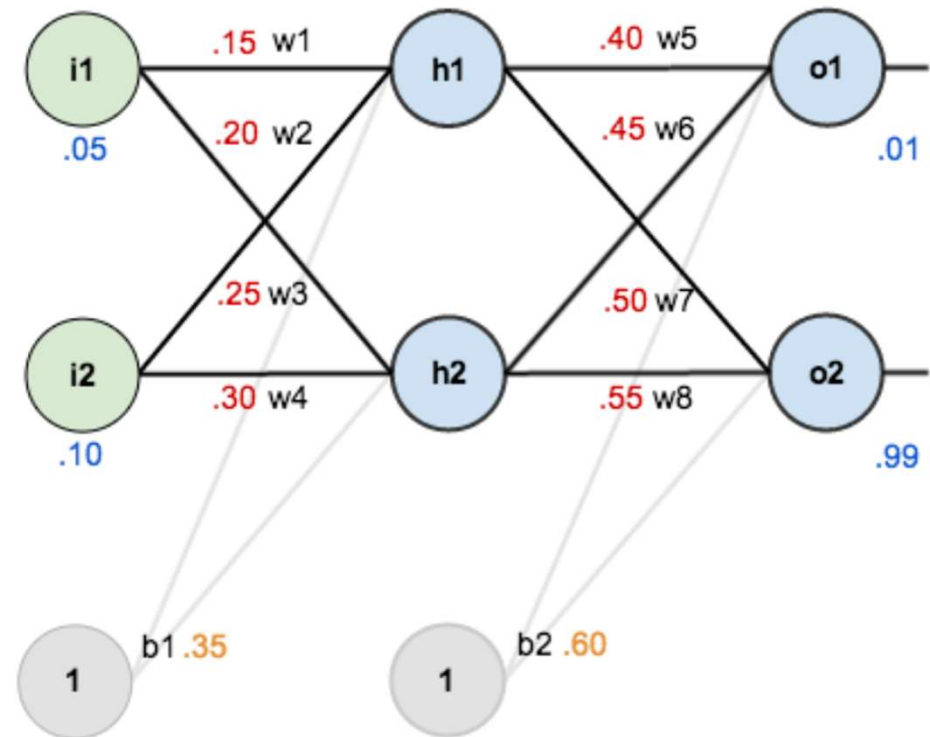 i1 .15 w1 h1 .40 w5 o1
.05 .20 w2 .45 w6 .01
.25 w3 .50 w7
i2 .30 w4 h2 .55 w8 o2
.10 .99
b1 .35 b2 .60
1 1